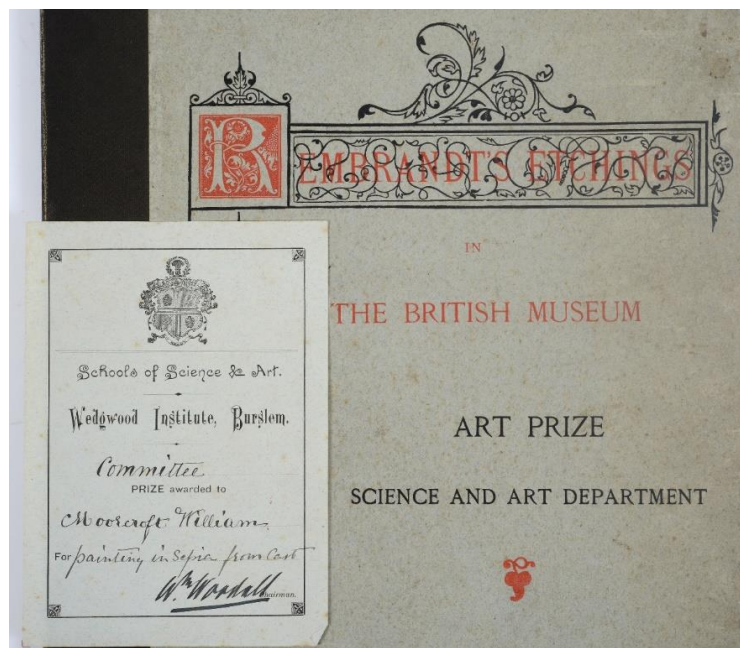 REMBRANDT'S ETCHINGS
IN
THE BRITISH MUSEUM
ART PRIZE
SCIENCE AND ART DEPARTMENT
Schools of Science & Art.
Wedgwood Institute, Burslem.
Committee
PRIZE awarded to
Moorcroft William
For painting in Sepia from Cast
Wm Woodall Chairman.